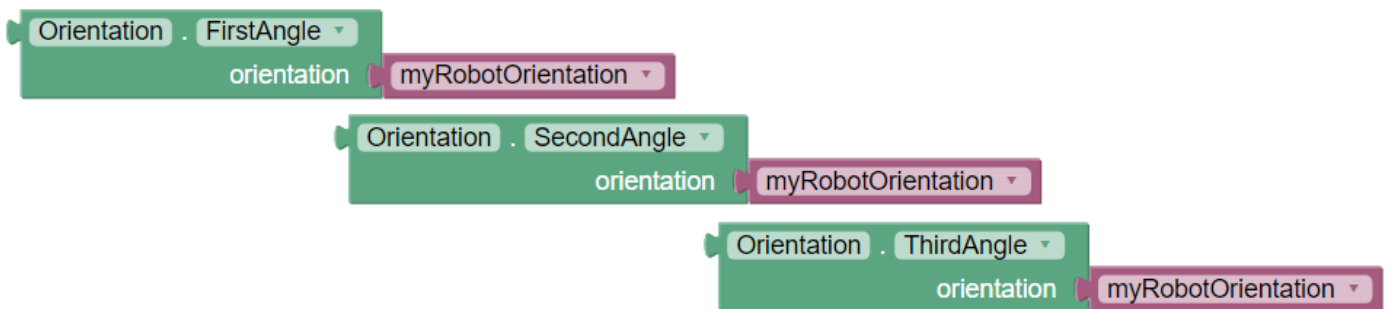 Orientation . FirstAngle
orientation myRobotOrientation
Orientation . SecondAngle
orientation myRobotOrientation
Orientation . ThirdAngle
orientation myRobotOrientation